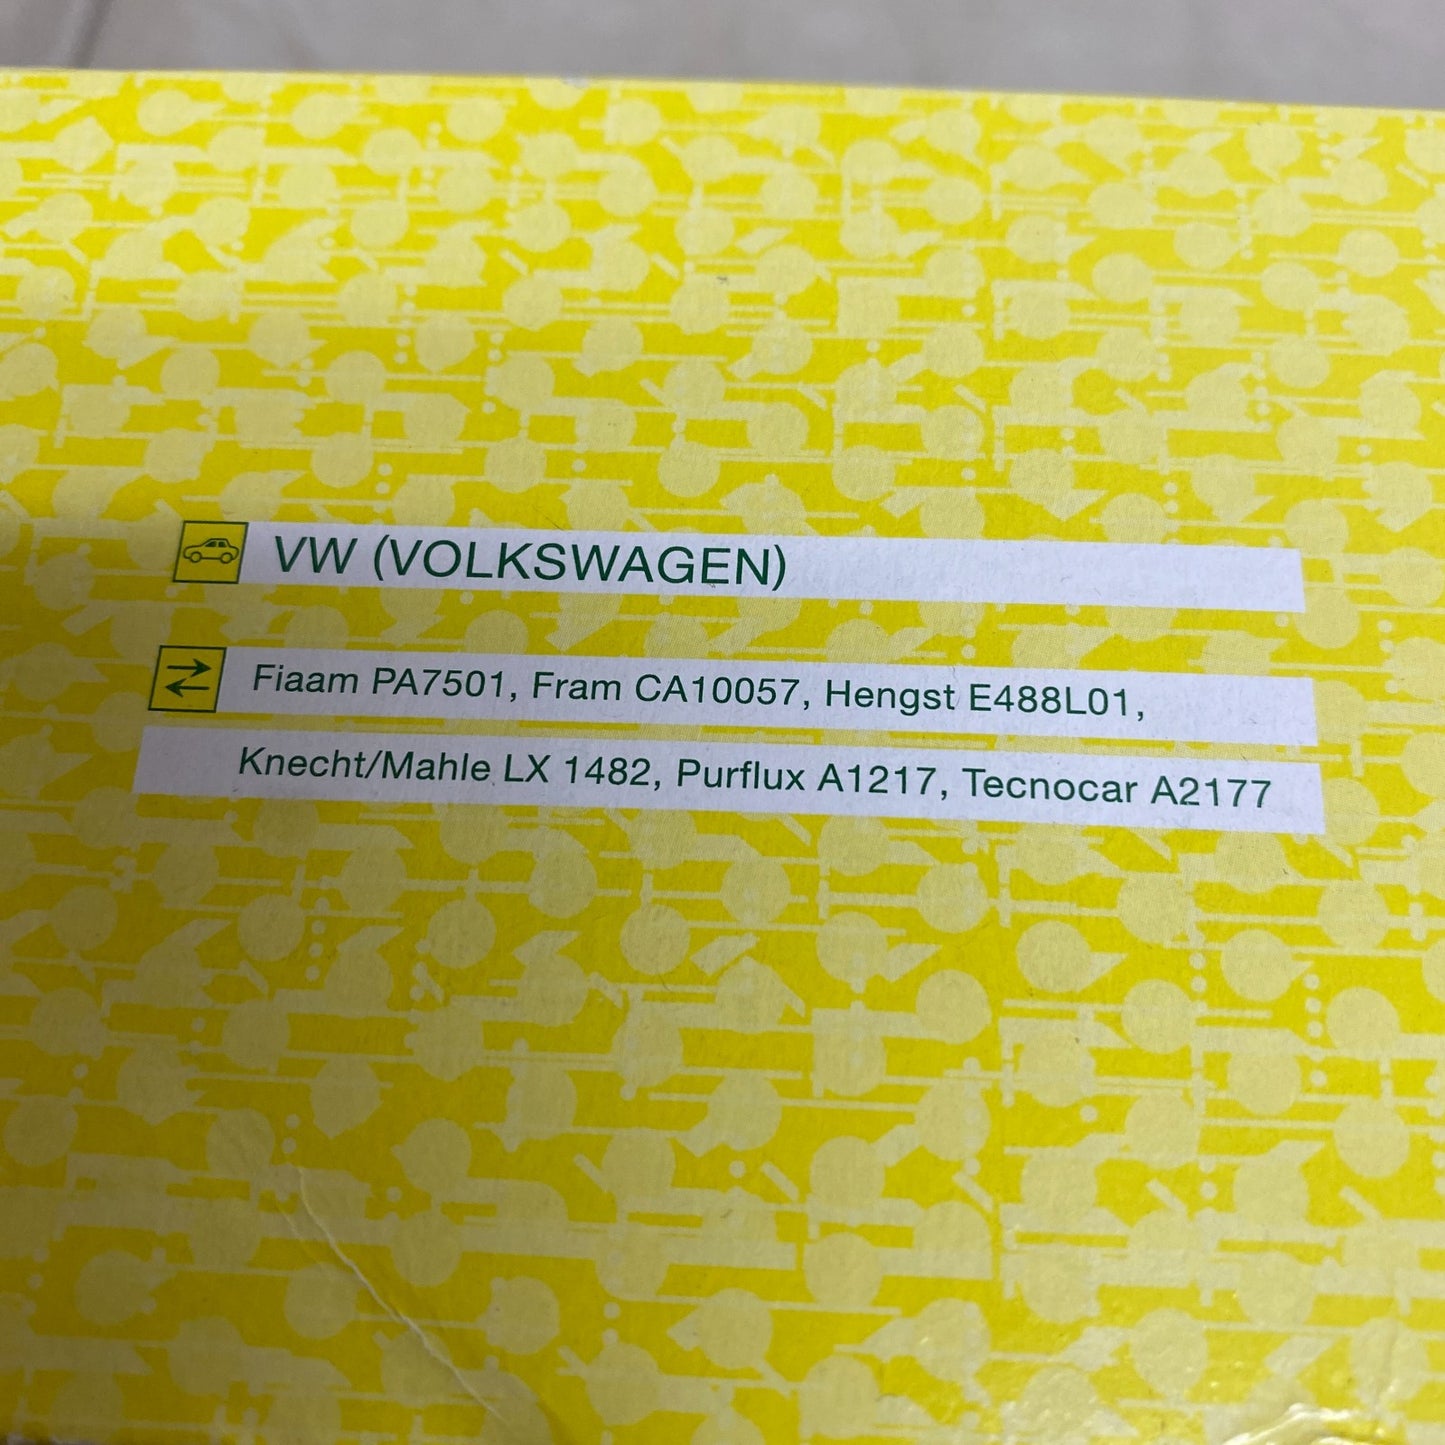 VW (VOLKSWAGEN)
Fiaam PA7501, Fram CA10057, Hengst E488L01,
Knecht/Mahle LX 1482, Purflux A1217, Tecnocar A2177